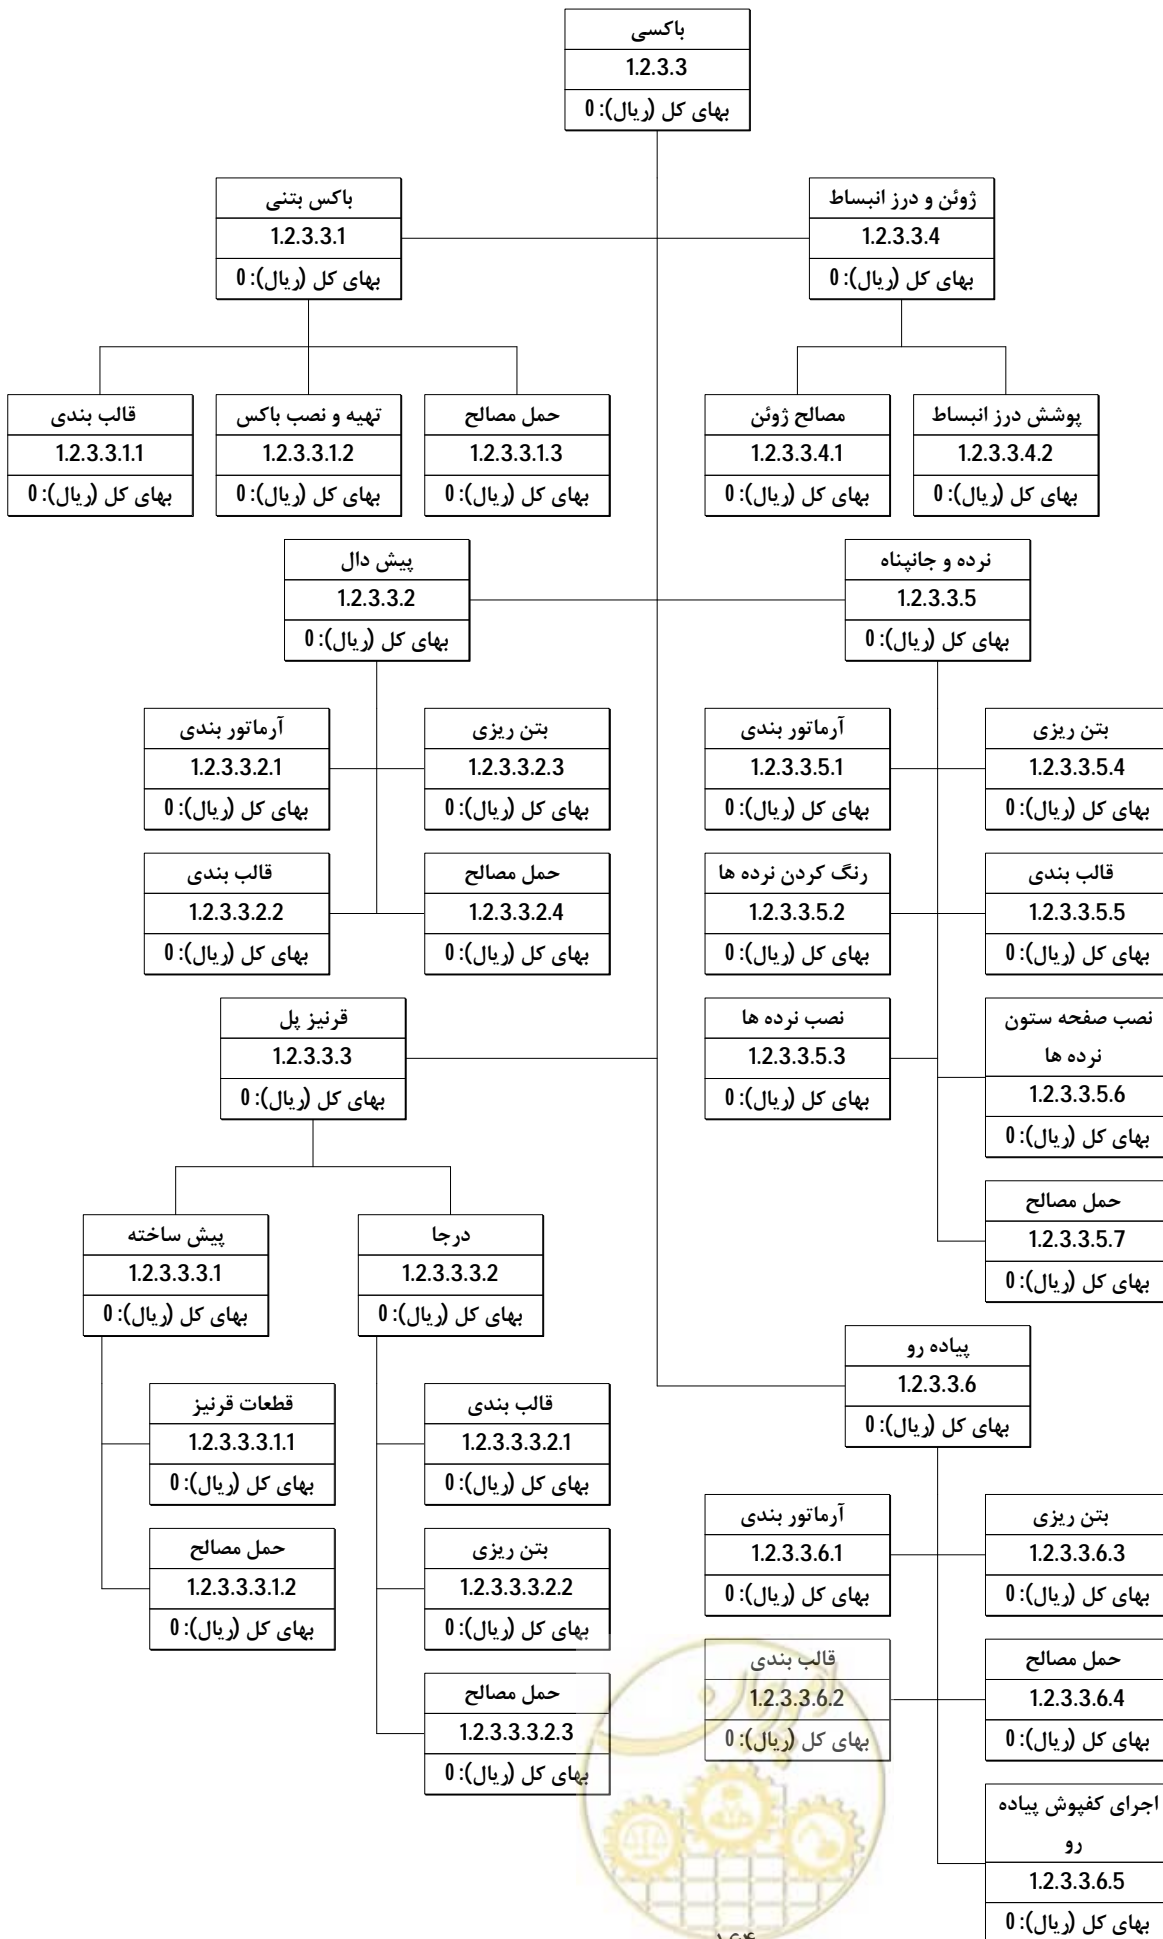 باکسی
1.2.3.3
بهای کل (ریال): 0
باکس بتنی
1.2.3.3.1
بهای کل (ریال): 0
ژوئن و درز انبساط
1.2.3.3.4
بهای کل (ریال): 0
قالب بندی
1.2.3.3.1.1
بهای کل (ریال): 0
تهیه و نصب باکس
1.2.3.3.1.2
بهای کل (ریال): 0
حمل مصالح
1.2.3.3.1.3
بهای کل (ریال): 0
مصالح ژوئن
1.2.3.3.4.1
بهای کل (ریال): 0
پوشش درز انبساط
1.2.3.3.4.2
بهای کل (ریال): 0
پیش دال
1.2.3.3.2
بهای کل (ریال): 0
نرده و جانپناه
1.2.3.3.5
بهای کل (ریال): 0
آرماتور بندی
1.2.3.3.2.1
بهای کل (ریال): 0
بتن ریزی
1.2.3.3.2.3
بهای کل (ریال): 0
آرماتور بندی
1.2.3.3.5.1
بهای کل (ریال): 0
بتن ریزی
1.2.3.3.5.4
بهای کل (ریال): 0
قالب بندی
1.2.3.3.2.2
بهای کل (ریال): 0
حمل مصالح
1.2.3.3.2.4
بهای کل (ریال): 0
رنگ کردن نرده ها
1.2.3.3.5.2
بهای کل (ریال): 0
قالب بندی
1.2.3.3.5.5
بهای کل (ریال): 0
قرنیز پل
1.2.3.3.3
بهای کل (ریال): 0
نصب نرده ها
1.2.3.3.5.3
بهای کل (ریال): 0
نصب صفحه ستون
نرده ها
1.2.3.3.5.6
بهای کل (ریال): 0
حمل مصالح
1.2.3.3.5.7
بهای کل (ریال): 0
پیش ساخته
1.2.3.3.3.1
بهای کل (ریال): 0
درجا
1.2.3.3.3.2
بهای کل (ریال): 0
پیاده رو
1.2.3.3.6
بهای کل (ریال): 0
قطعات قرنیز
1.2.3.3.3.1.1
بهای کل (ریال): 0
قالب بندی
1.2.3.3.3.2.1
بهای کل (ریال): 0
آرماتور بندی
1.2.3.3.6.1
بهای کل (ریال): 0
بتن ریزی
1.2.3.3.6.3
بهای کل (ریال): 0
حمل مصالح
1.2.3.3.3.1.2
بهای کل (ریال): 0
بتن ریزی
1.2.3.3.3.2.2
بهای کل (ریال): 0
قالب بندی
1.2.3.3.6.2
بهای کل (ریال): 0
حمل مصالح
1.2.3.3.6.4
بهای کل (ریال): 0
حمل مصالح
1.2.3.3.3.2.3
بهای کل (ریال): 0
اجرای کفپوش پیاده
رو
1.2.3.3.6.5
بهای کل (ریال): 0